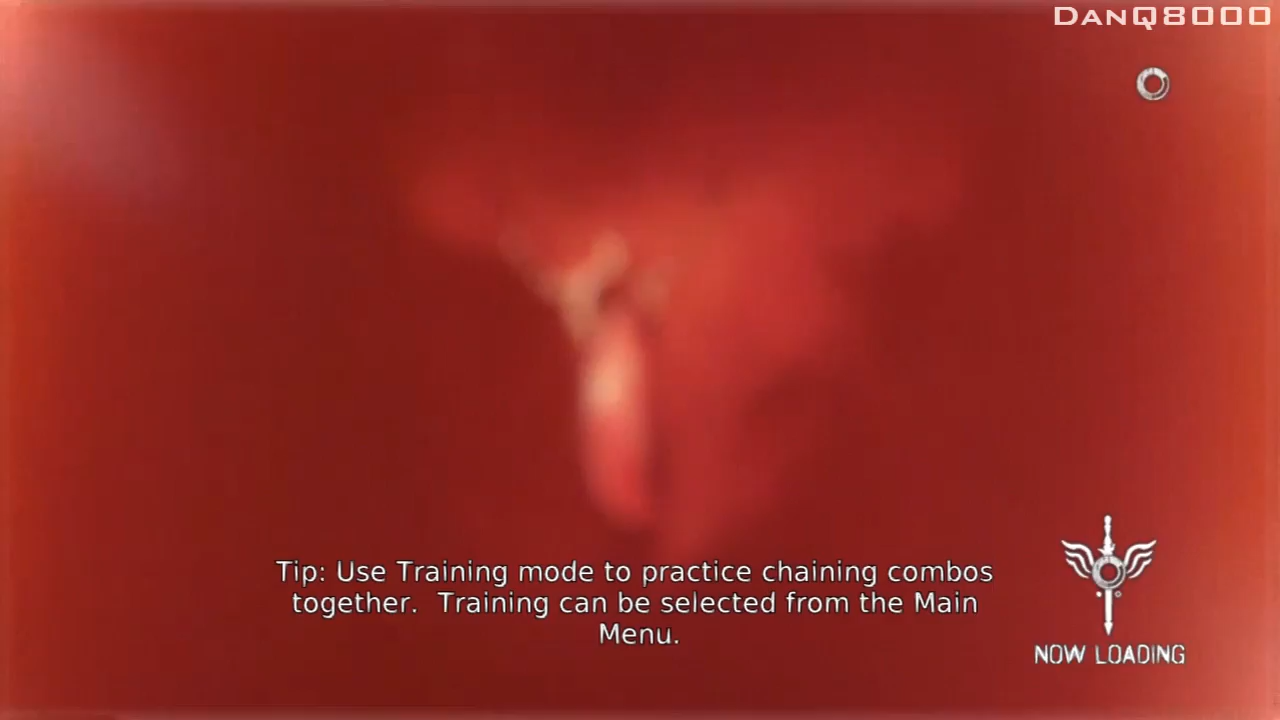 DanQ8000
Tip: Use Training mode to practice chaining combos
together.  Training can be selected from the Main
Menu.
NOW LOADING